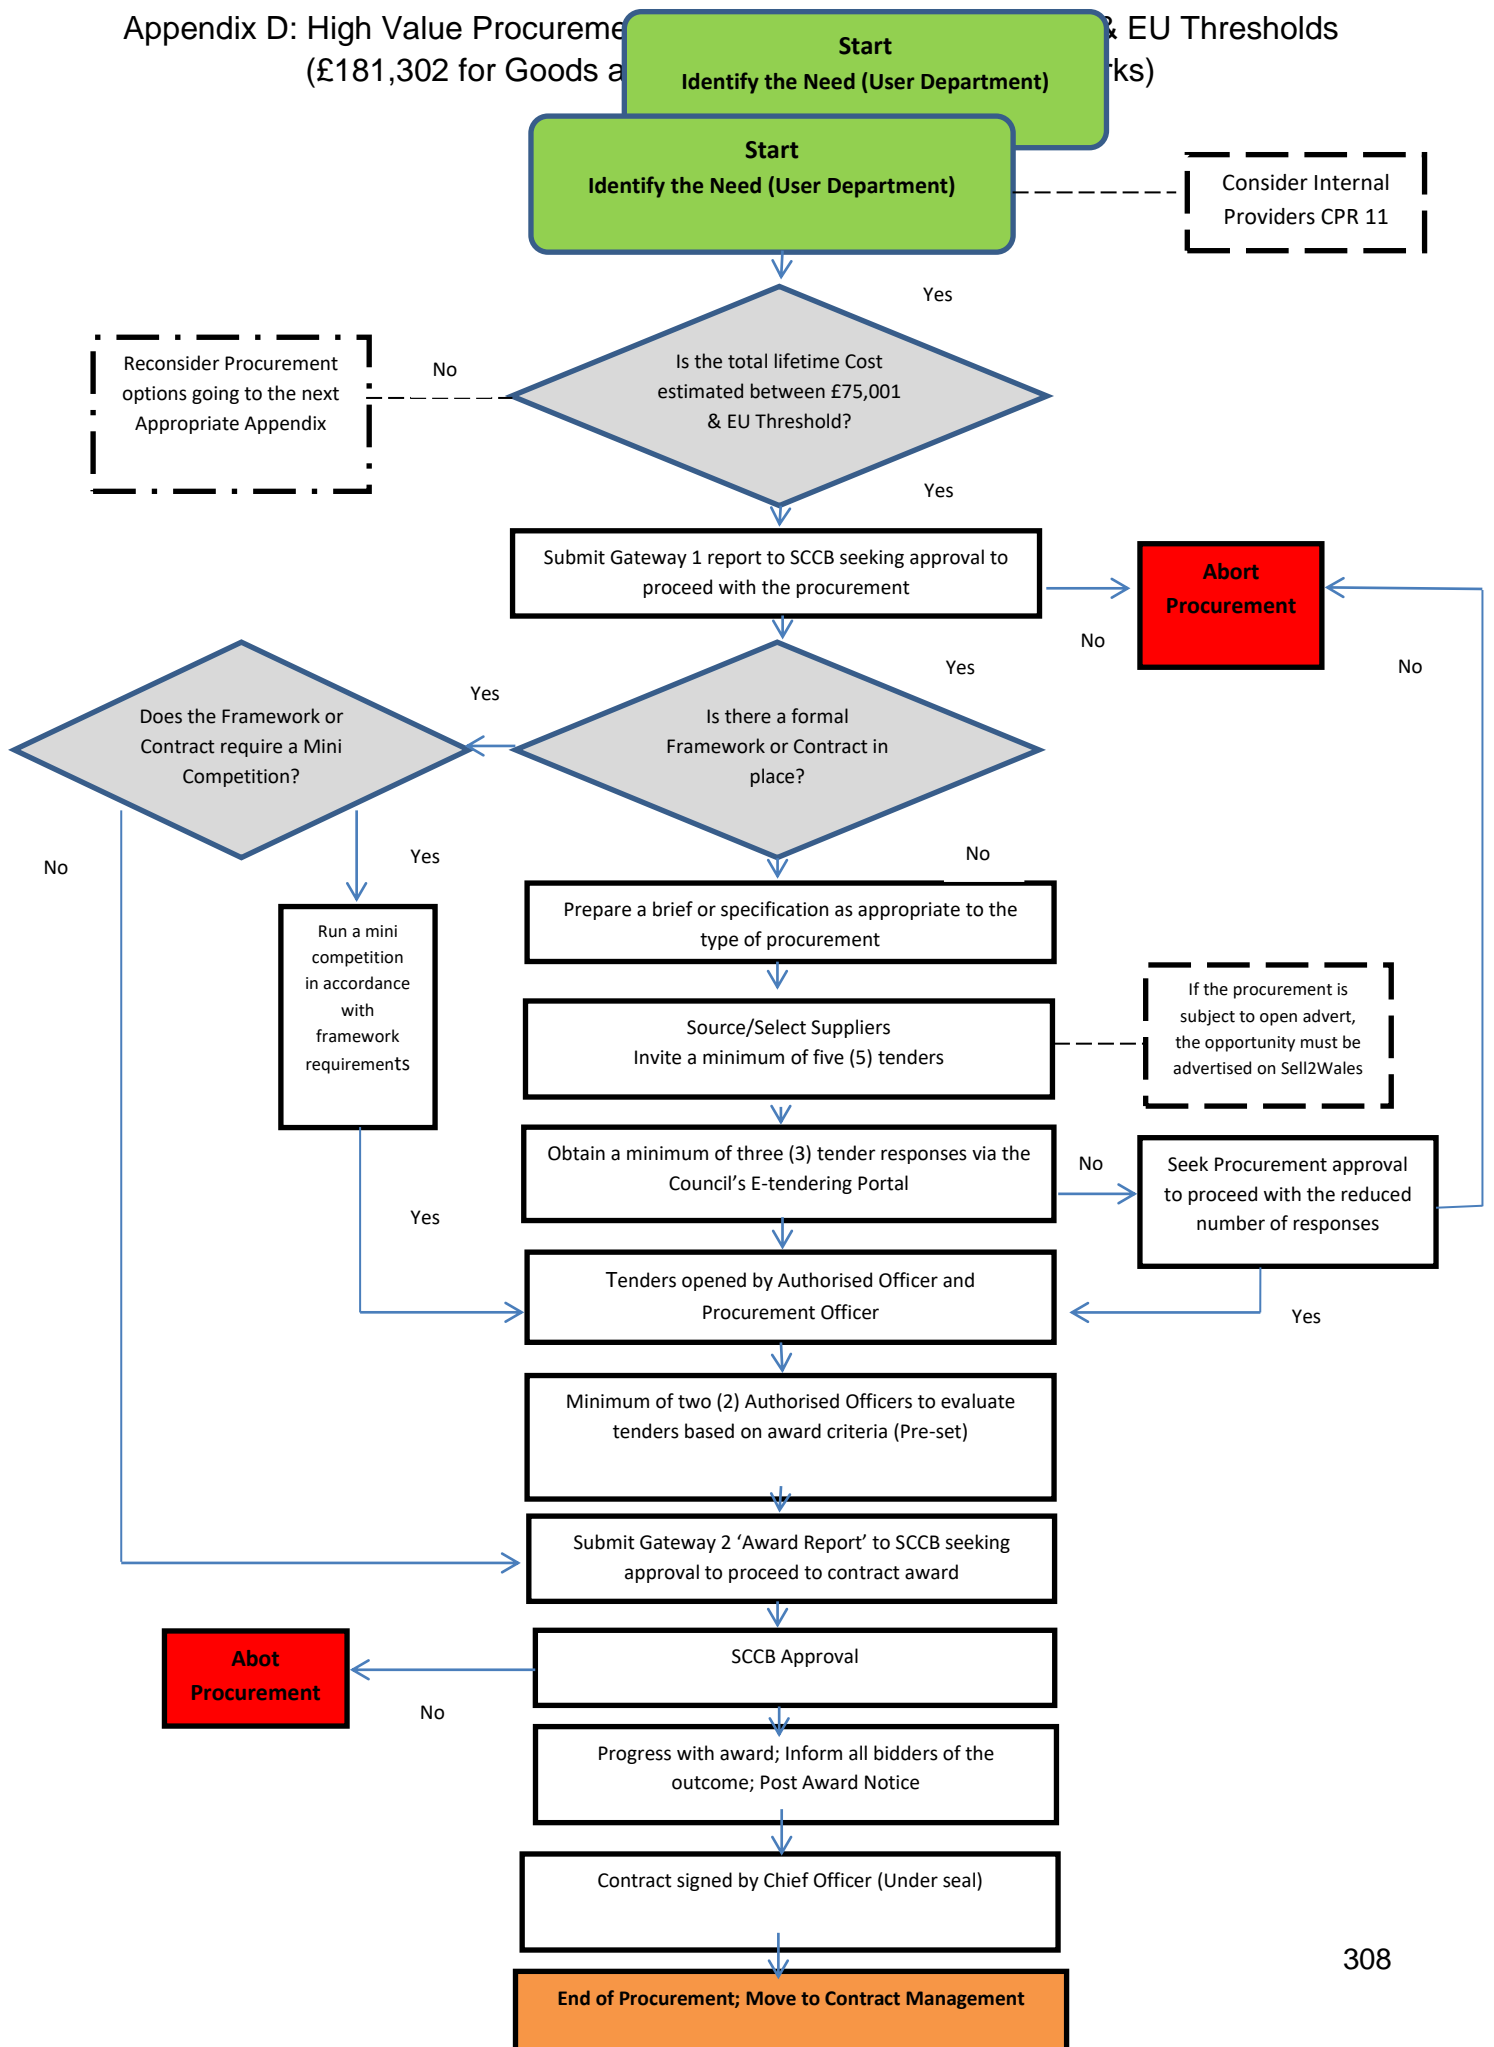 Appendix D: High Value Procureme & EU Thresholds
(£181,302 for Goods a rks)
Start
Identify the Need (User Department)
Start
Identify the Need (User Department)
Consider Internal
Providers CPR 11
Yes
Is the total lifetime Cost
estimated between £75,001
& EU Threshold?
No
Reconsider Procurement
options going to the next
Appropriate Appendix
Yes
Submit Gateway 1 report to SCCB seeking approval to
proceed with the procurement
Abort
Procurement
No
No
Yes
Is there a formal
Framework or Contract in
place?
Yes
Does the Framework or
Contract require a Mini
Competition?
No
Yes
No
Run a mini
competition
in accordance
with
framework
requirements
Prepare a brief or specification as appropriate to the
type of procurement
Source/Select Suppliers
Invite a minimum of five (5) tenders
If the procurement is
subject to open advert,
the opportunity must be
advertised on Sell2Wales
Obtain a minimum of three (3) tender responses via the
Council’s E-tendering Portal
No
Seek Procurement approval
to proceed with the reduced
number of responses
Yes
Tenders opened by Authorised Officer and
Procurement Officer
Yes
Minimum of two (2) Authorised Officers to evaluate
tenders based on award criteria (Pre-set)
Submit Gateway 2 ‘Award Report’ to SCCB seeking
approval to proceed to contract award
SCCB Approval
Abot
Procurement
No
Progress with award; Inform all bidders of the
outcome; Post Award Notice
Contract signed by Chief Officer (Under seal)
308
End of Procurement; Move to Contract Management